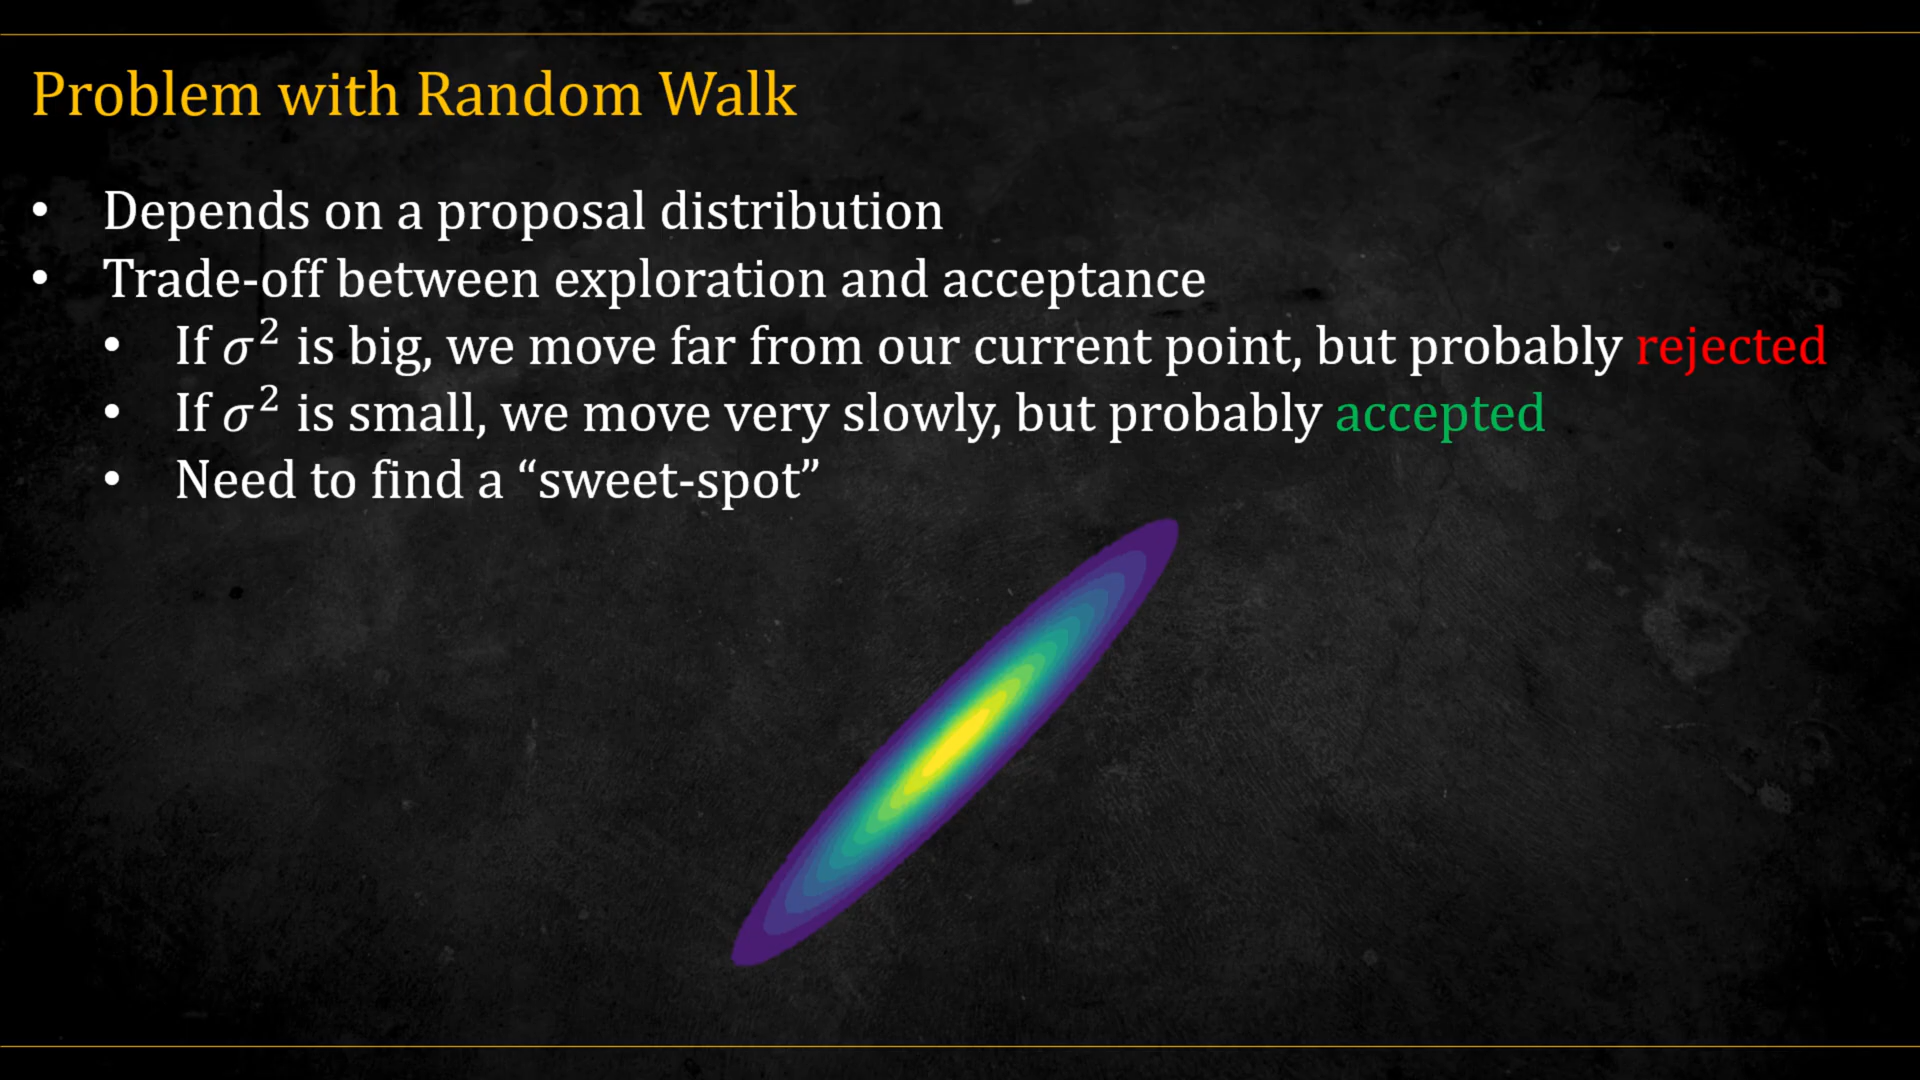 Problem with Random Walk
• Depends on a proposal distribution
• Trade-off between exploration and acceptance
• If σ² is big, we move far from our current point, but probably rejected
• If σ² is small, we move very slowly, but probably accepted
• Need to find a “sweet-spot”